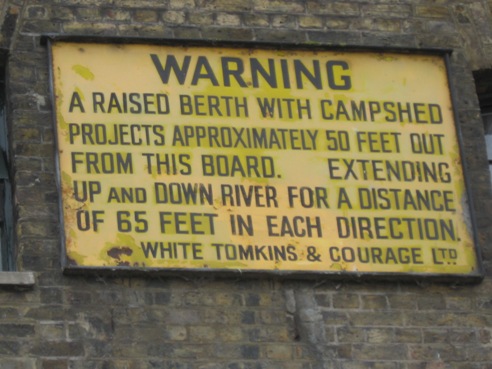 WARNING
A RAISED BERTH WITH CAMPSHED
PROJECTS APPROXIMATELY 50 FEET OUT
FROM THIS BOARD. EXTENDING
UP AND DOWN RIVER FOR A DISTANCE
OF 65 FEET IN EACH DIRECTION.
WHITE TOMKINS & COURAGE LTD